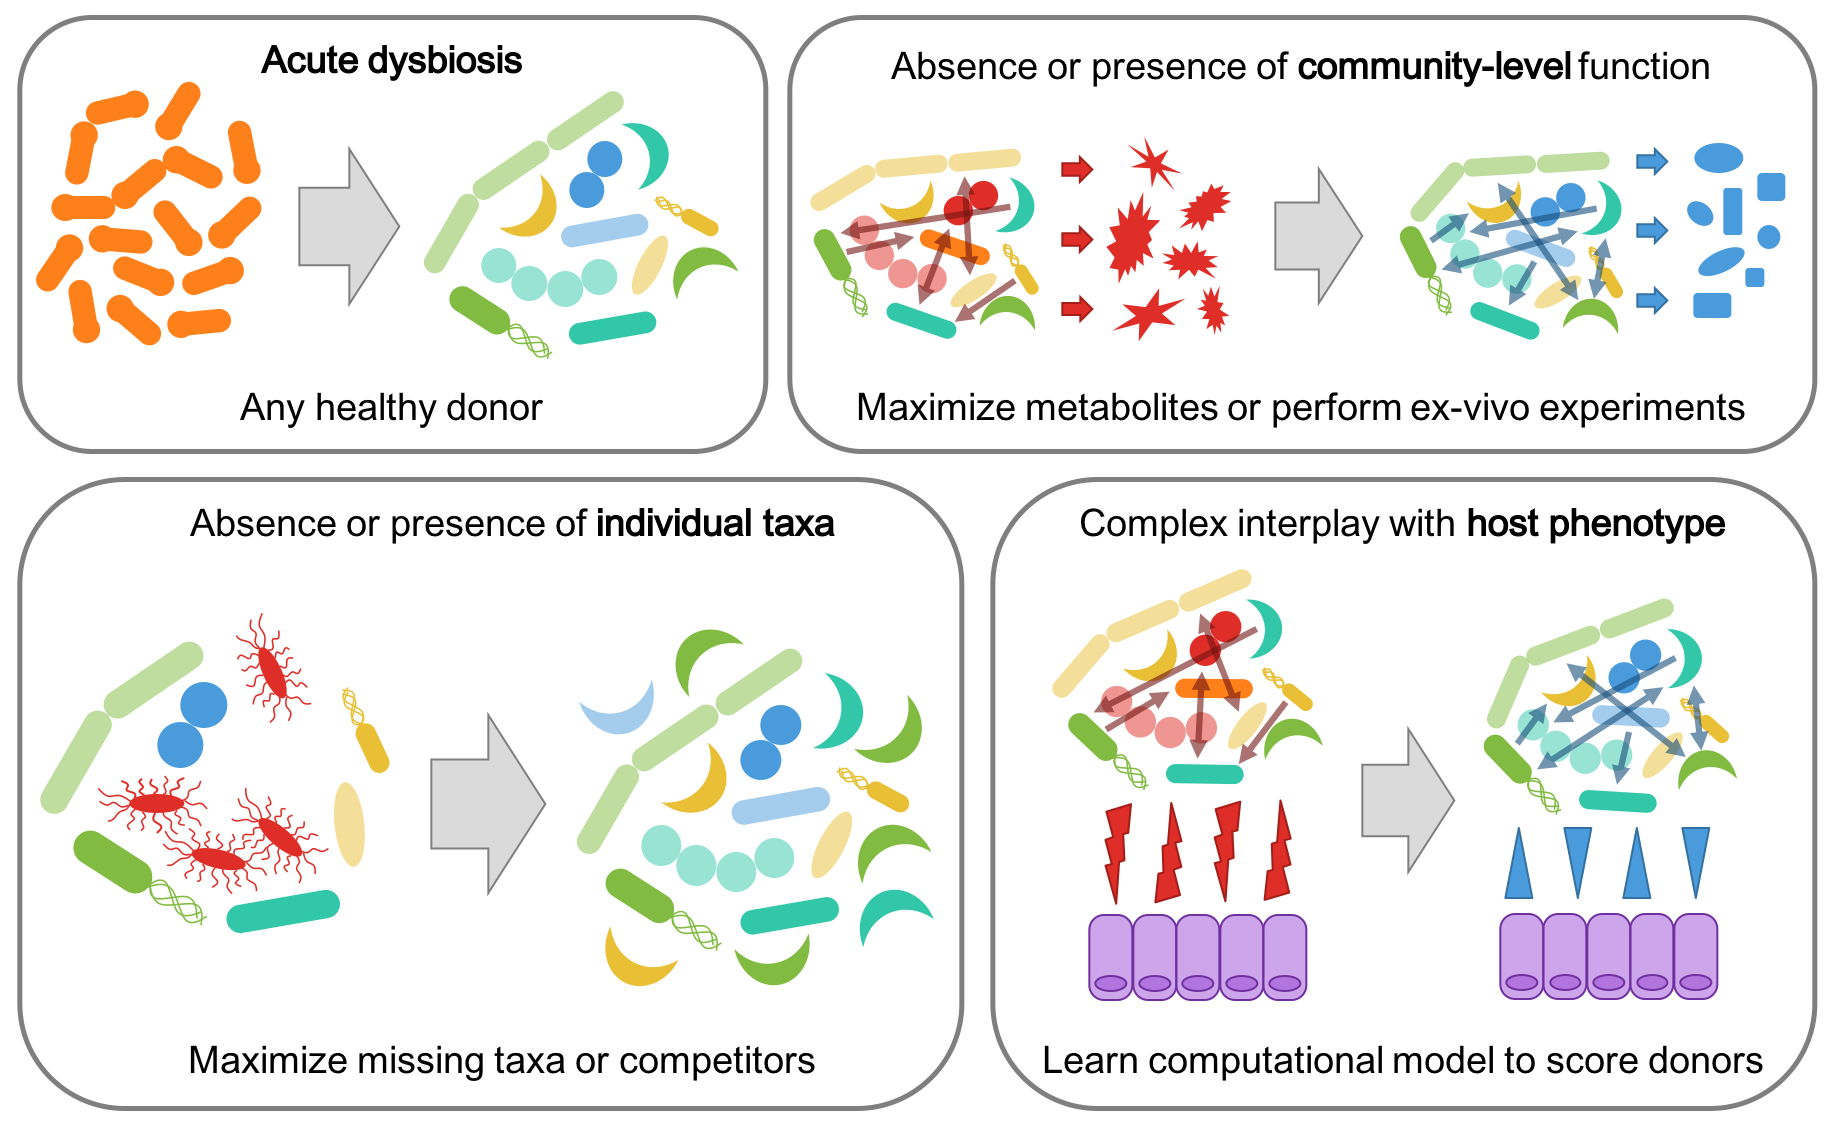 Acute dysbiosis
Any healthy donor
Absence or presence of community-level function
Maximize metabolites or perform ex-vivo experiments
Absence or presence of individual taxa
Maximize missing taxa or competitors
Complex interplay with host phenotype
Learn computational model to score donors